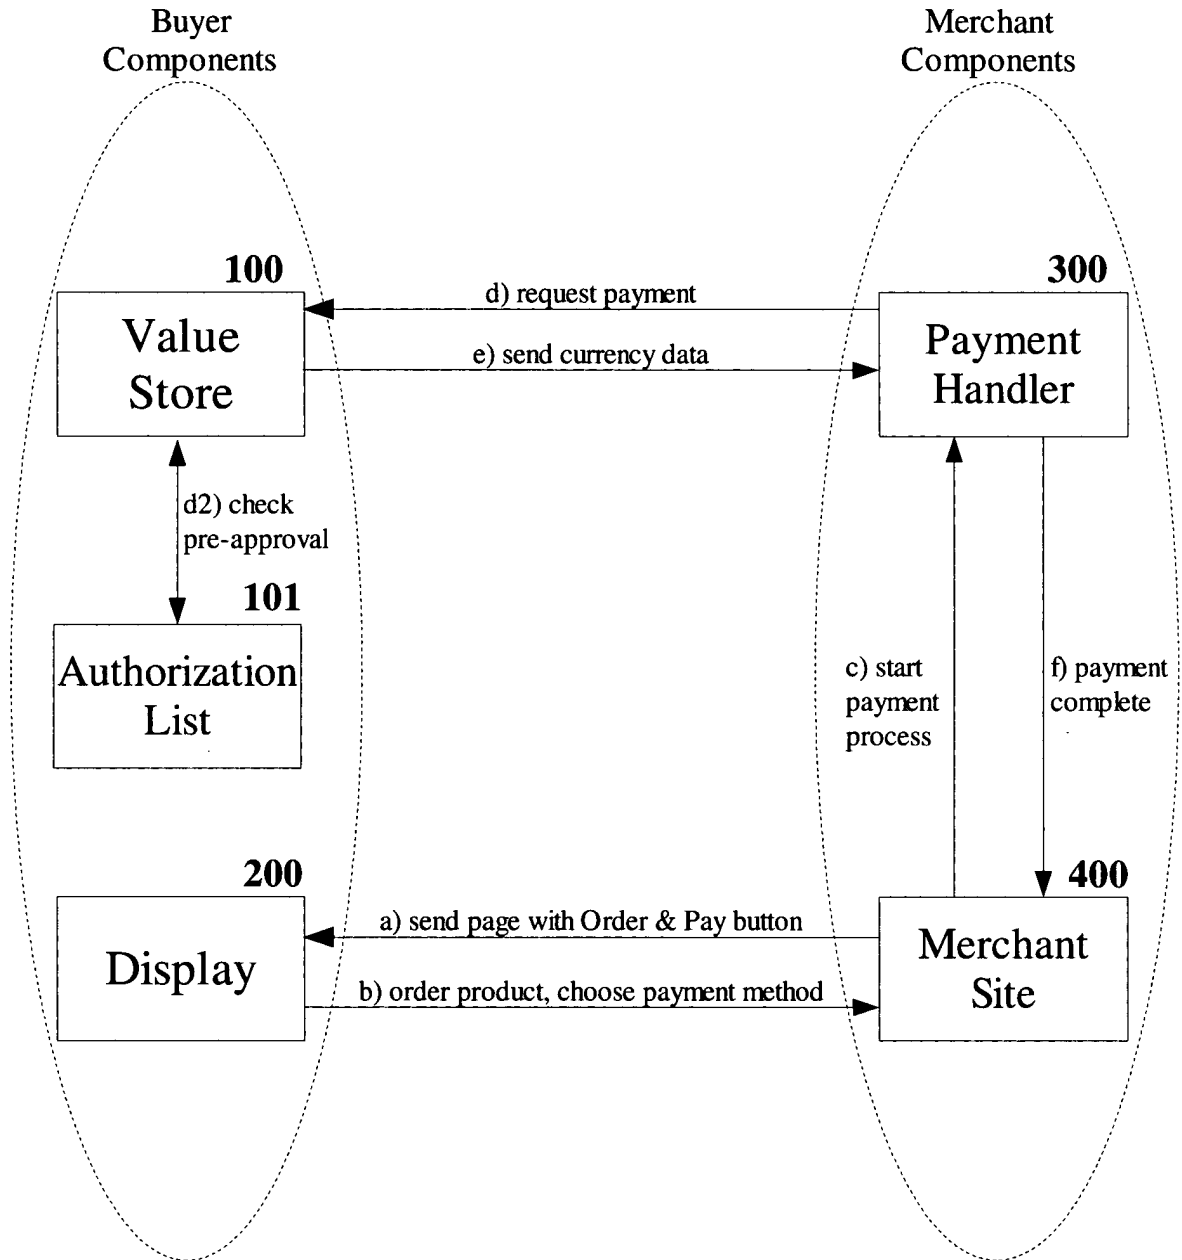 Buyer
Components
Merchant
Components
100
300
Value
Store
d) request payment
e) send currency data
Payment
Handler
d2) check
pre-approval
101
Authorization
List
c) start
payment
process
f) payment
complete
200
400
Display
a) send page with Order & Pay button
b) order product, choose payment method
Merchant
Site